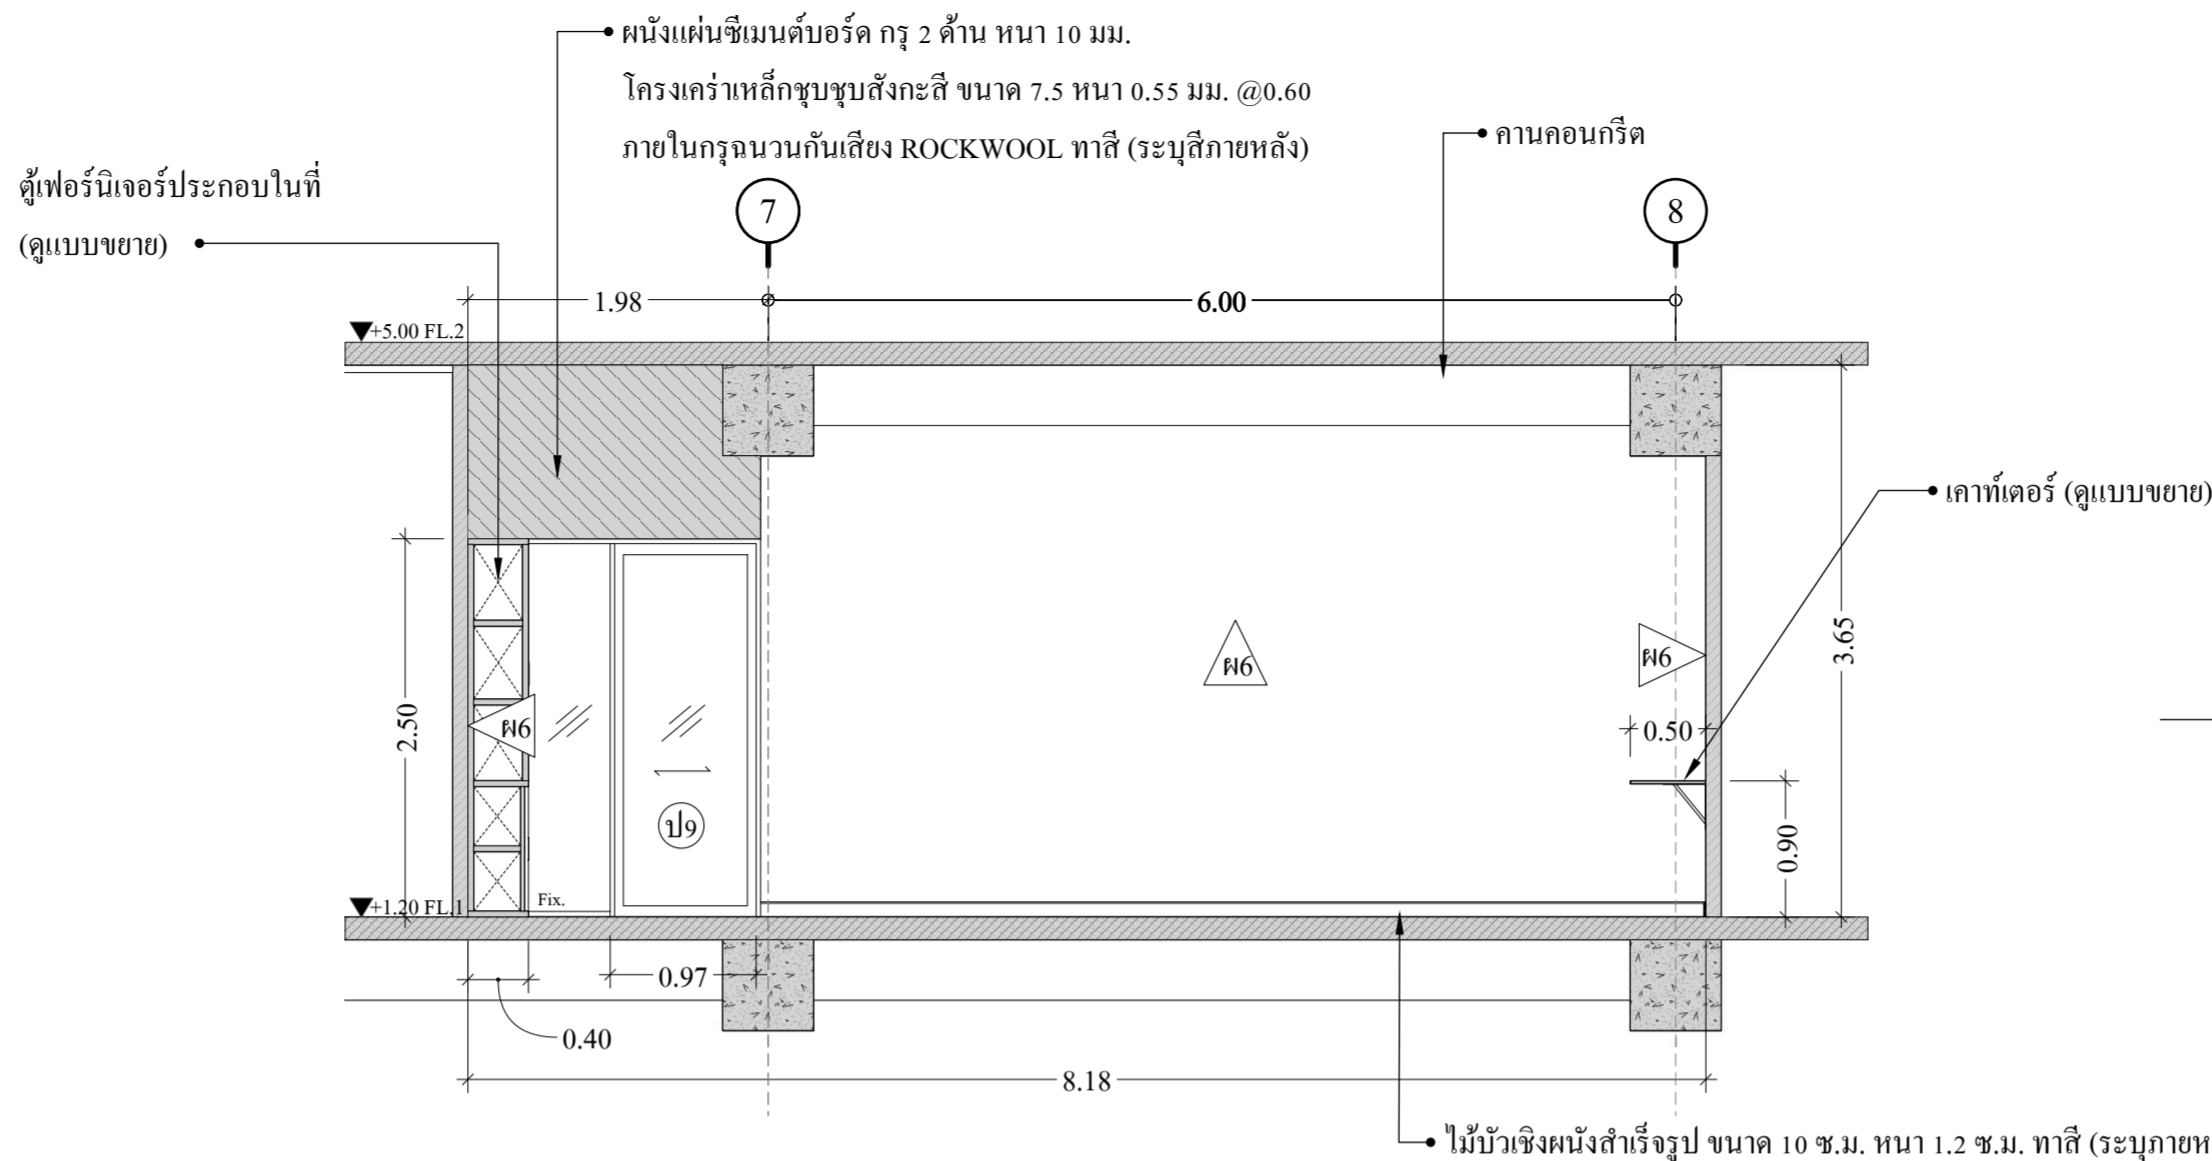 ผนังแผ่นซีเมนต์บอร์ด กรุ 2 ด้าน หนา 10 มม.
โครงเคร่าเหล็กชุบชุบสังกะสี ขนาด 7.5 หนา 0.55 มม. @0.60
ภายในกรุฉนวนกันเสียง ROCKWOOL ทาสี (ระบุสีภายหลัง)
คานคอนกรีต
ตู้เฟอร์นิเจอร์ประกอบในที่
(ดูแบบขยาย)
7
8
1.98
6.00
+5.00 FL.2
เคาท์เตอร์ (ดูแบบขยาย)
3.65
ผ6
ผ6
2.50
ผ6
0.50
ป9
0.90
Fix.
+1.20 FL.1
0.97
0.40
8.18
ไม้บัวเชิงผนังสำเร็จรูป ขนาด 10 ซ.ม. หนา 1.2 ซ.ม. ทาสี (ระบุภายห